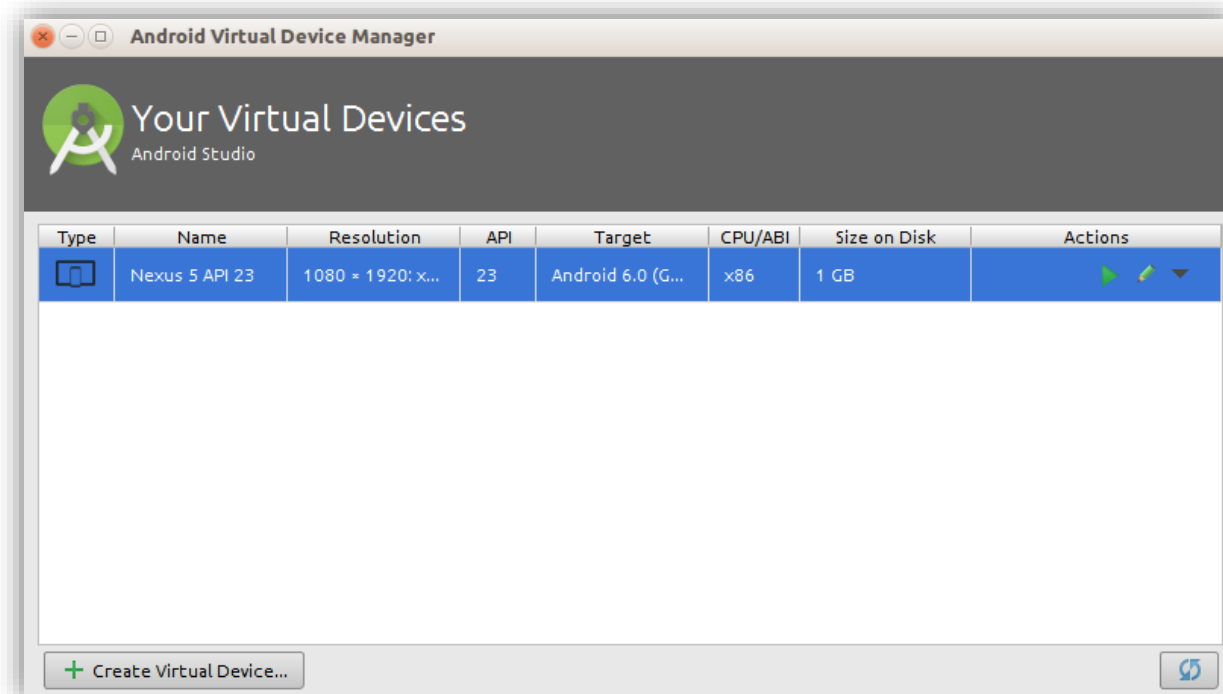 Android Virtual Device Manager
Your Virtual Devices
Android Studio
Type Name Resolution API Target CPU/ABI Size on Disk Actions
Nexus 5 API 23 1080 × 1920: x... 23 Android 6.0 (G... x86 1 GB
Create Virtual Device...